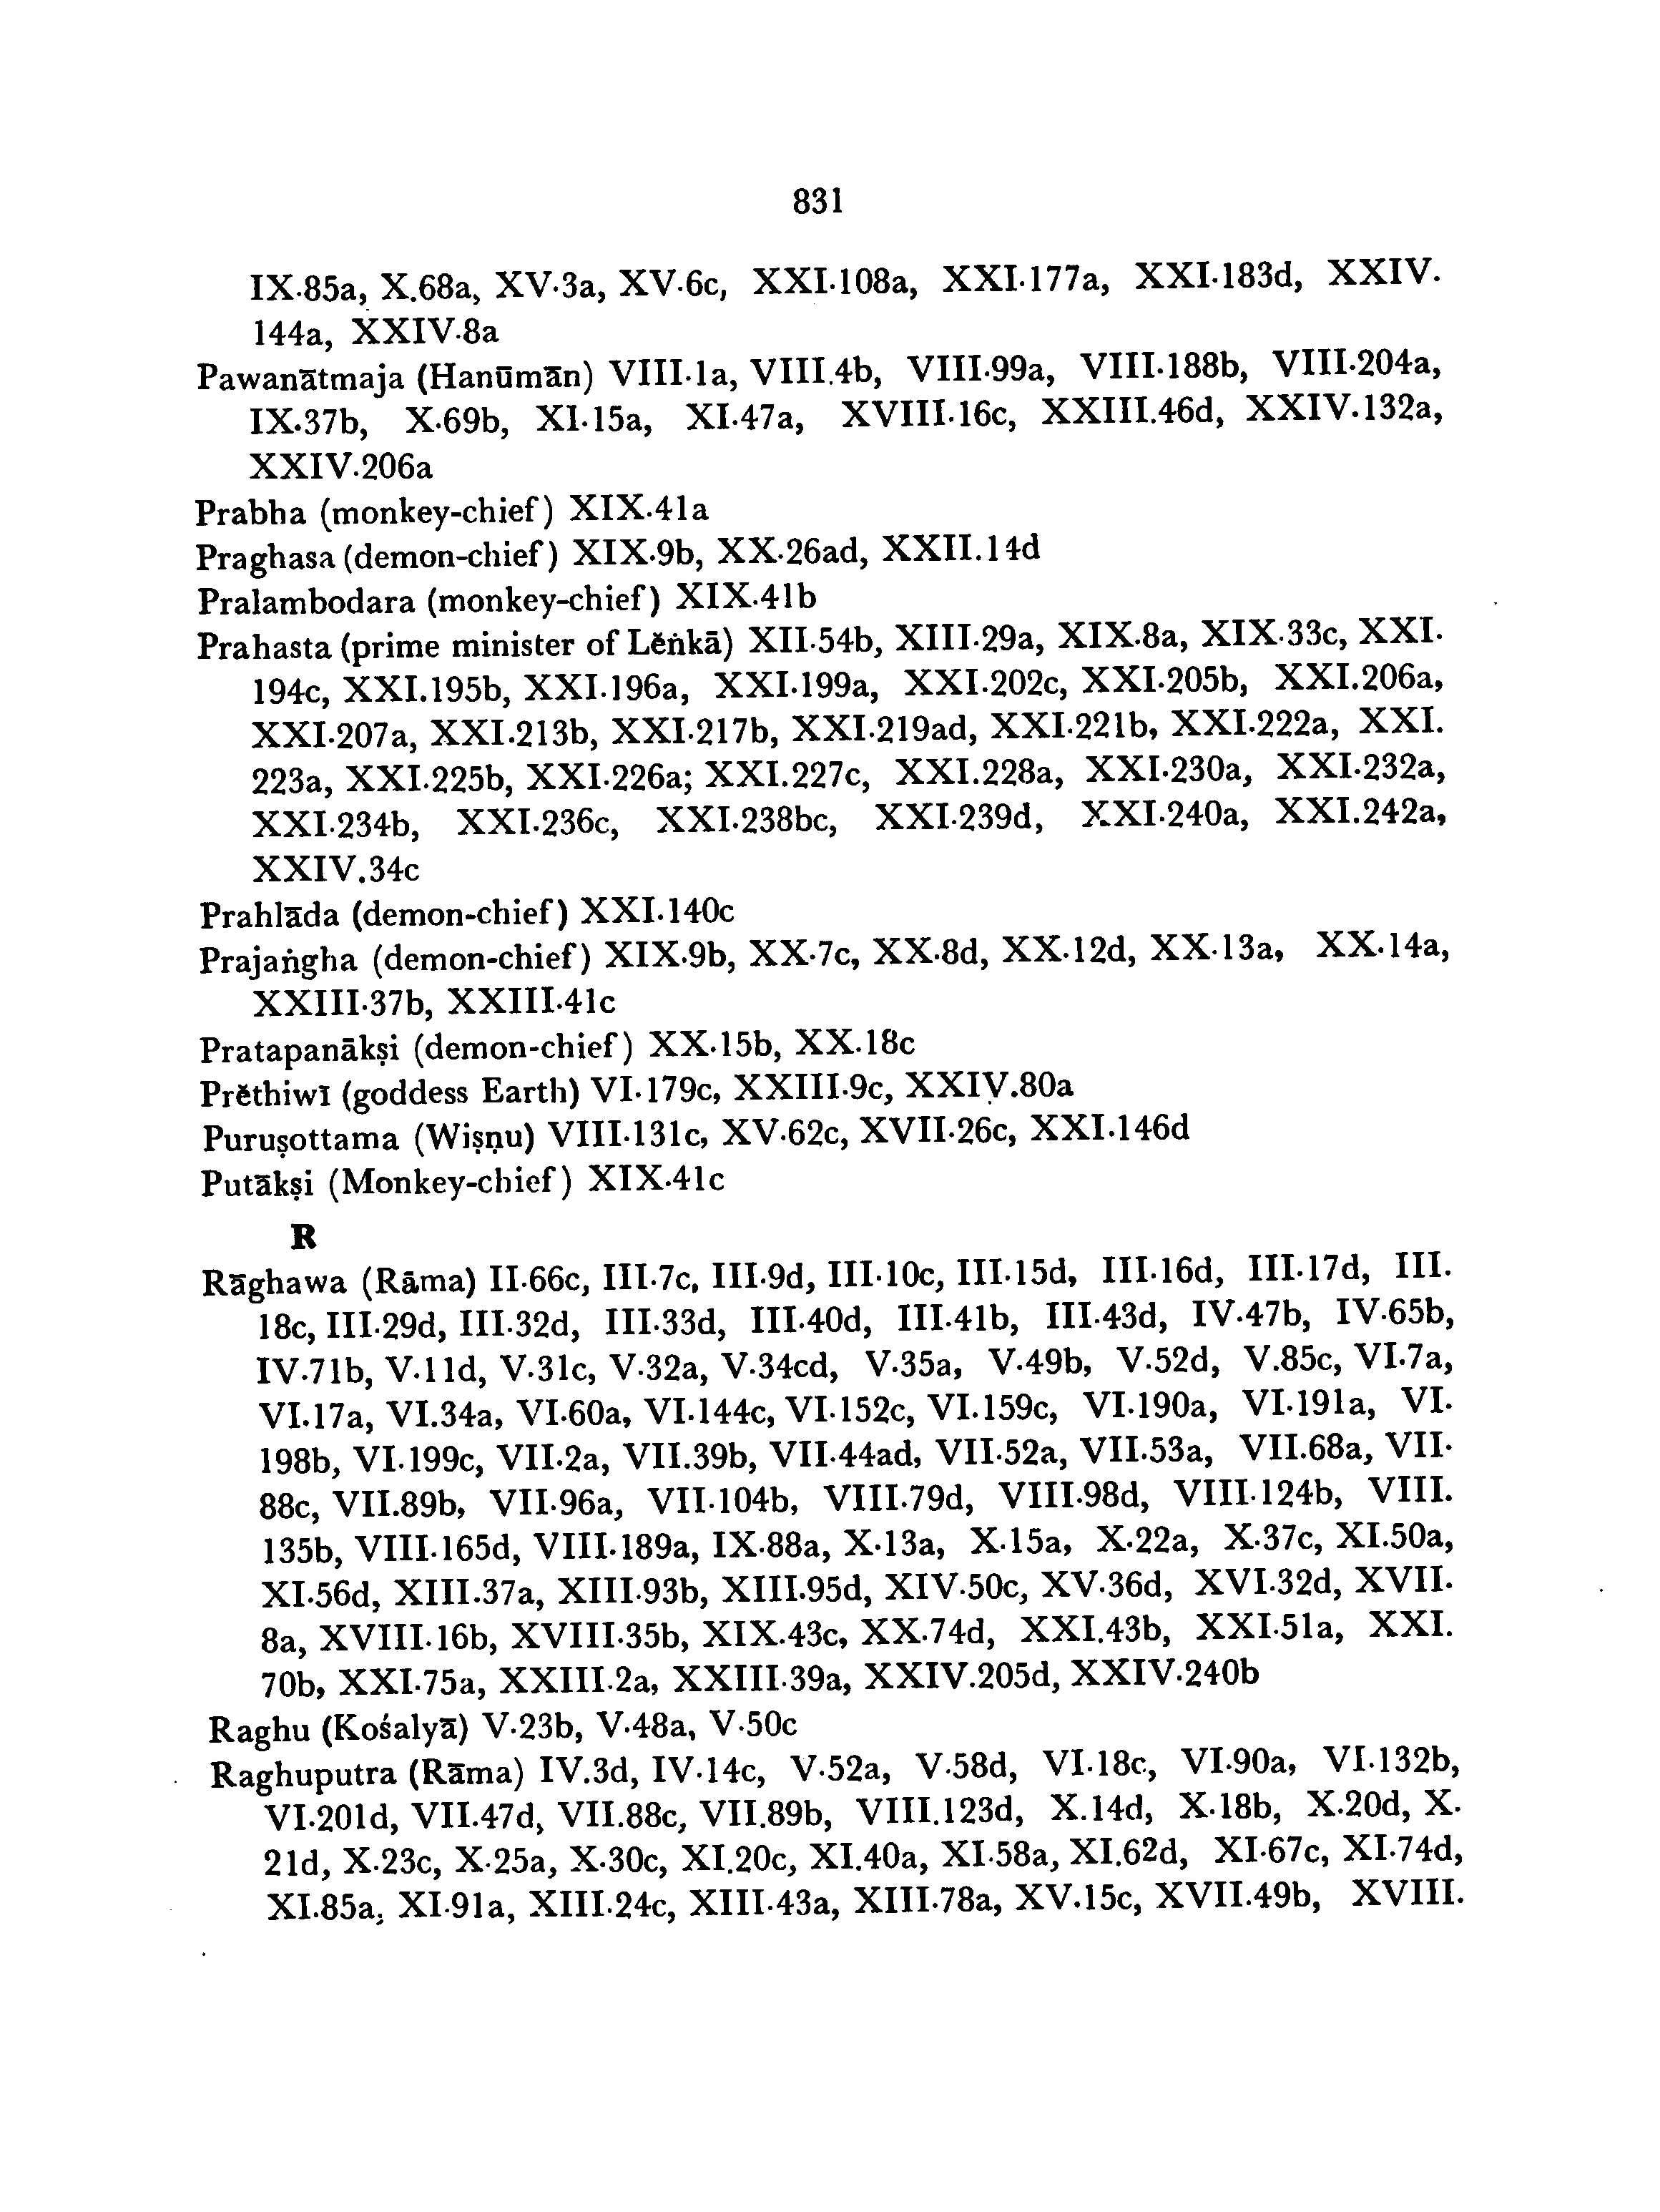 831
IX.85a, X.68a, XV.3a, XV.6c, XXI.108a, XXI.177a, XXI.183d, XXIV.
144a, XXIV.8a
Pawanātmaja (Hanūmān) VIII.1a, VIII.4b, VIII.99a, VIII.188b, VIII.204a,
IX.37b, X.69b, XI.15a, XI.47a, XVIII.16c, XXIII.46d, XXIV.132a,
XXIV.206a
Prabha (monkey-chief) XIX.41a
Praghasa (demon-chief) XIX.9b, XX.26ad, XXII.14d
Pralambodara (monkey-chief) XIX.41b
Prahasta (prime minister of Lĕṅkā) XII.54b, XIII.29a, XIX.8a, XIX.33c, XXI.
194c, XXI.195b, XXI.196a, XXI.199a, XXI.202c, XXI.205b, XXI.206a,
XXI.207a, XXI.213b, XXI.217b, XXI.219ad, XXI.221b, XXI.222a, XXI.
223a, XXI.225b, XXI.226a; XXI.227c, XXI.228a, XXI.230a, XXI.232a,
XXI.234b, XXI.236c, XXI.238bc, XXI.239d, XXI.240a, XXI.242a,
XXIV.34c
Prahlāda (demon-chief) XXI.140c
Prajaṅgha (demon-chief) XIX.9b, XX.7c, XX.8d, XX.12d, XX.13a, XX.14a,
XXIII.37b, XXIII.41c
Pratapanākṣi (demon-chief) XX.15b, XX.18c
Prĕthiwī (goddess Earth) VI.179c, XXIII.9c, XXIV.80a
Puruṣottama (Wiṣṇu) VIII.131c, XV.62c, XVII.26c, XXI.146d
Putākṣi (Monkey-chief) XIX.41c
R
Rāghawa (Rāma) II.66c, III.7c, III.9d, III.10c, III.15d, III.16d, III.17d, III.
18c, III.29d, III.32d, III.33d, III.40d, III.41b, III.43d, IV.47b, IV.65b,
IV.71b, V.11d, V.31c, V.32a, V.34cd, V.35a, V.49b, V.52d, V.85c, VI.7a,
VI.17a, VI.34a, VI.60a, VI.144c, VI.152c, VI.159c, VI.190a, VI.191a, VI.
198b, VI.199c, VII.2a, VII.39b, VII.44ad, VII.52a, VII.53a, VII.68a, VII.
88c, VII.89b, VII.96a, VII.104b, VIII.79d, VIII.98d, VIII.124b, VIII.
135b, VIII.165d, VIII.189a, IX.88a, X.13a, X.15a, X.22a, X.37c, XI.50a,
XI.56d, XIII.37a, XIII.93b, XIII.95d, XIV.50c, XV.36d, XVI.32d, XVII.
8a, XVIII.16b, XVIII.35b, XIX.43c, XX.74d, XXI.43b, XXI.51a, XXI.
70b, XXI.75a, XXIII.2a, XXIII.39a, XXIV.205d, XXIV.240b
Raghu (Kośalyā) V.23b, V.48a, V.50c
Raghuputra (Rāma) IV.3d, IV.14c, V.52a, V.58d, VI.18c, VI.90a, VI.132b,
VI.201d, VII.47d, VII.88c, VII.89b, VIII.123d, X.14d, X.18b, X.20d, X.
21d, X.23c, X.25a, X.30c, XI.20c, XI.40a, XI.58a, XI.62d, XI.67c, XI.74d,
XI.85a, XI.91a, XIII.24c, XIII.43a, XIII.78a, XV.15c, XVII.49b, XVIII.